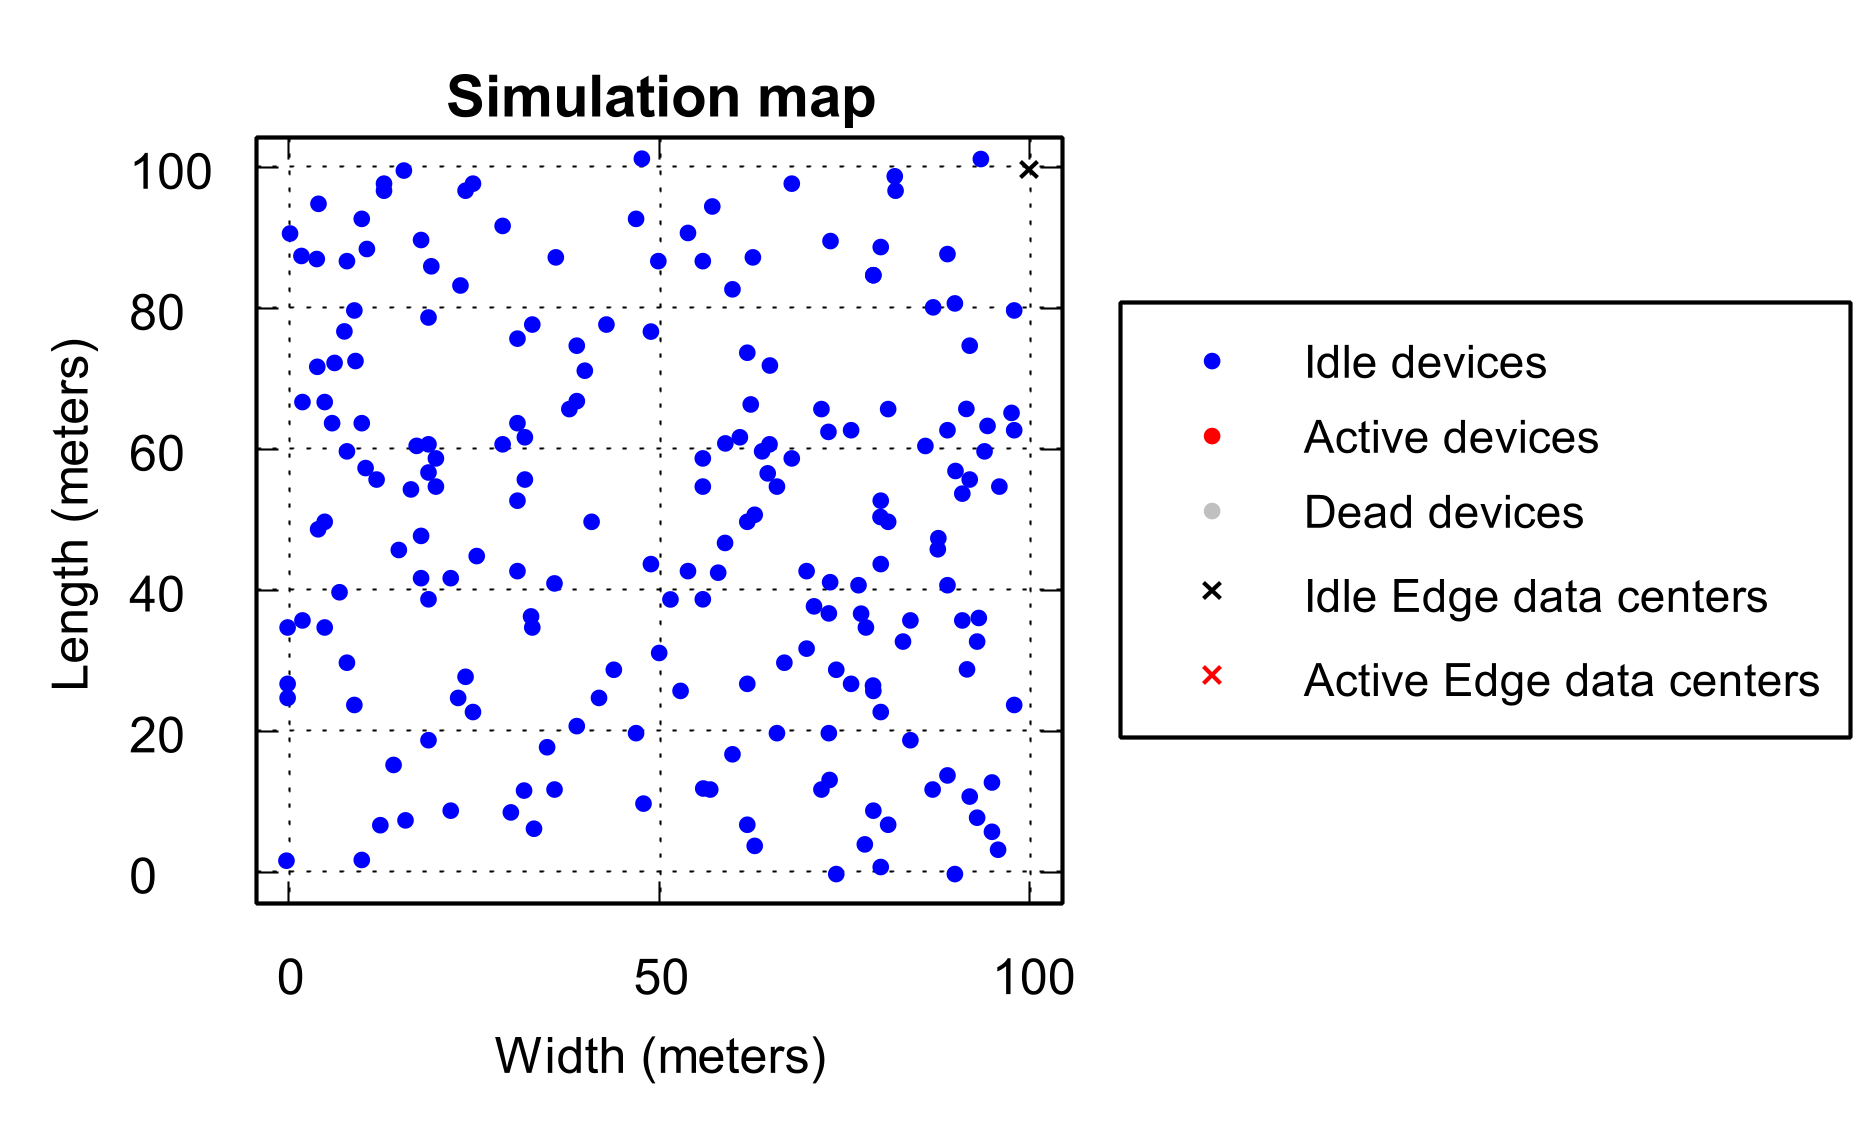 Simulation map
100
80
60
40
20
0
Length (meters)
0 50 100
Width (meters)
Idle devices
Active devices
Dead devices
Idle Edge data centers
Active Edge data centers